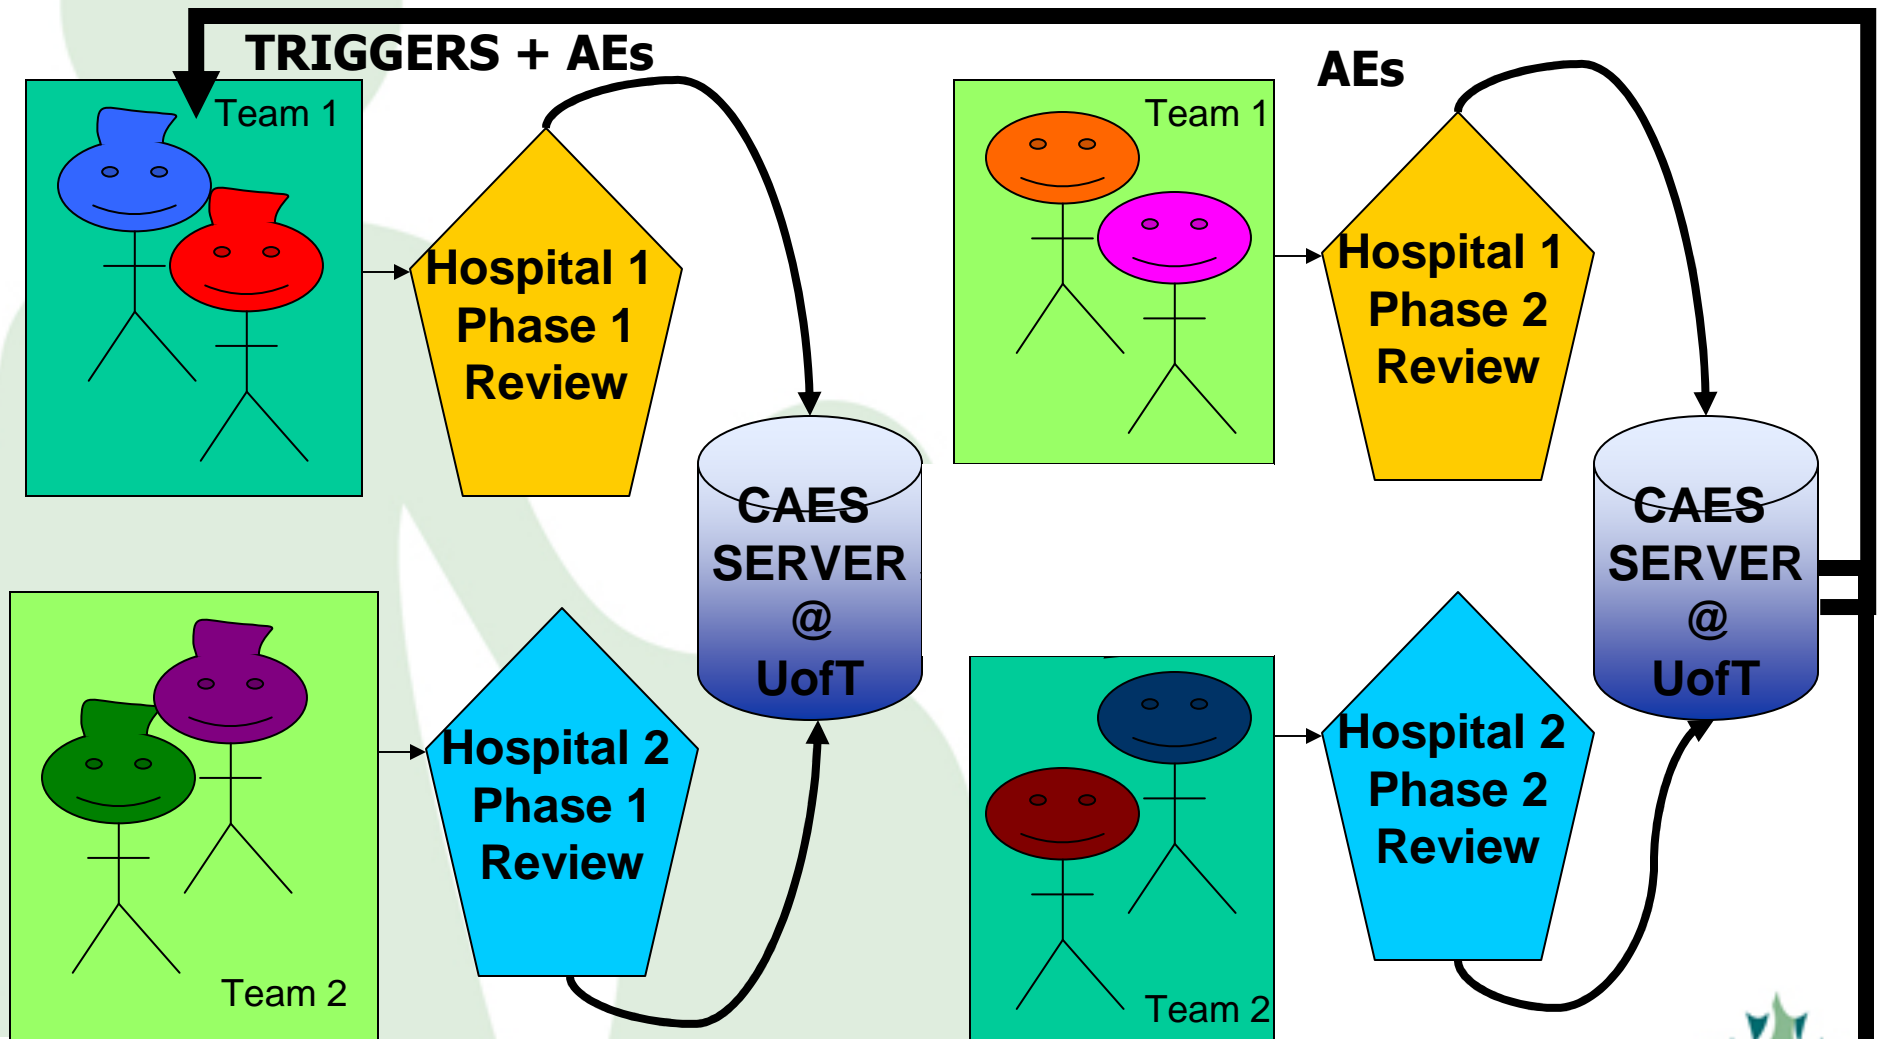 TRIGGERS + AEs
AEs
Team 1
Hospital 1
Phase 1
Review
Team 1
Hospital 1
Phase 2
Review
CAES
SERVER
@
UofT
CAES
SERVER
@
UofT
Team 2
Hospital 2
Phase 1
Review
Team 2
Hospital 2
Phase 2
Review